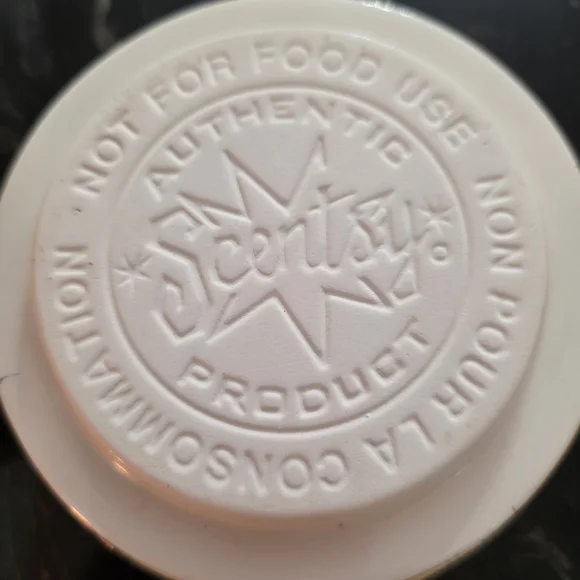 NOT FOR FOOD USE
NON POUR LA CONSOMMATION
AUTHENTIC
Scentsy
PRODUCT